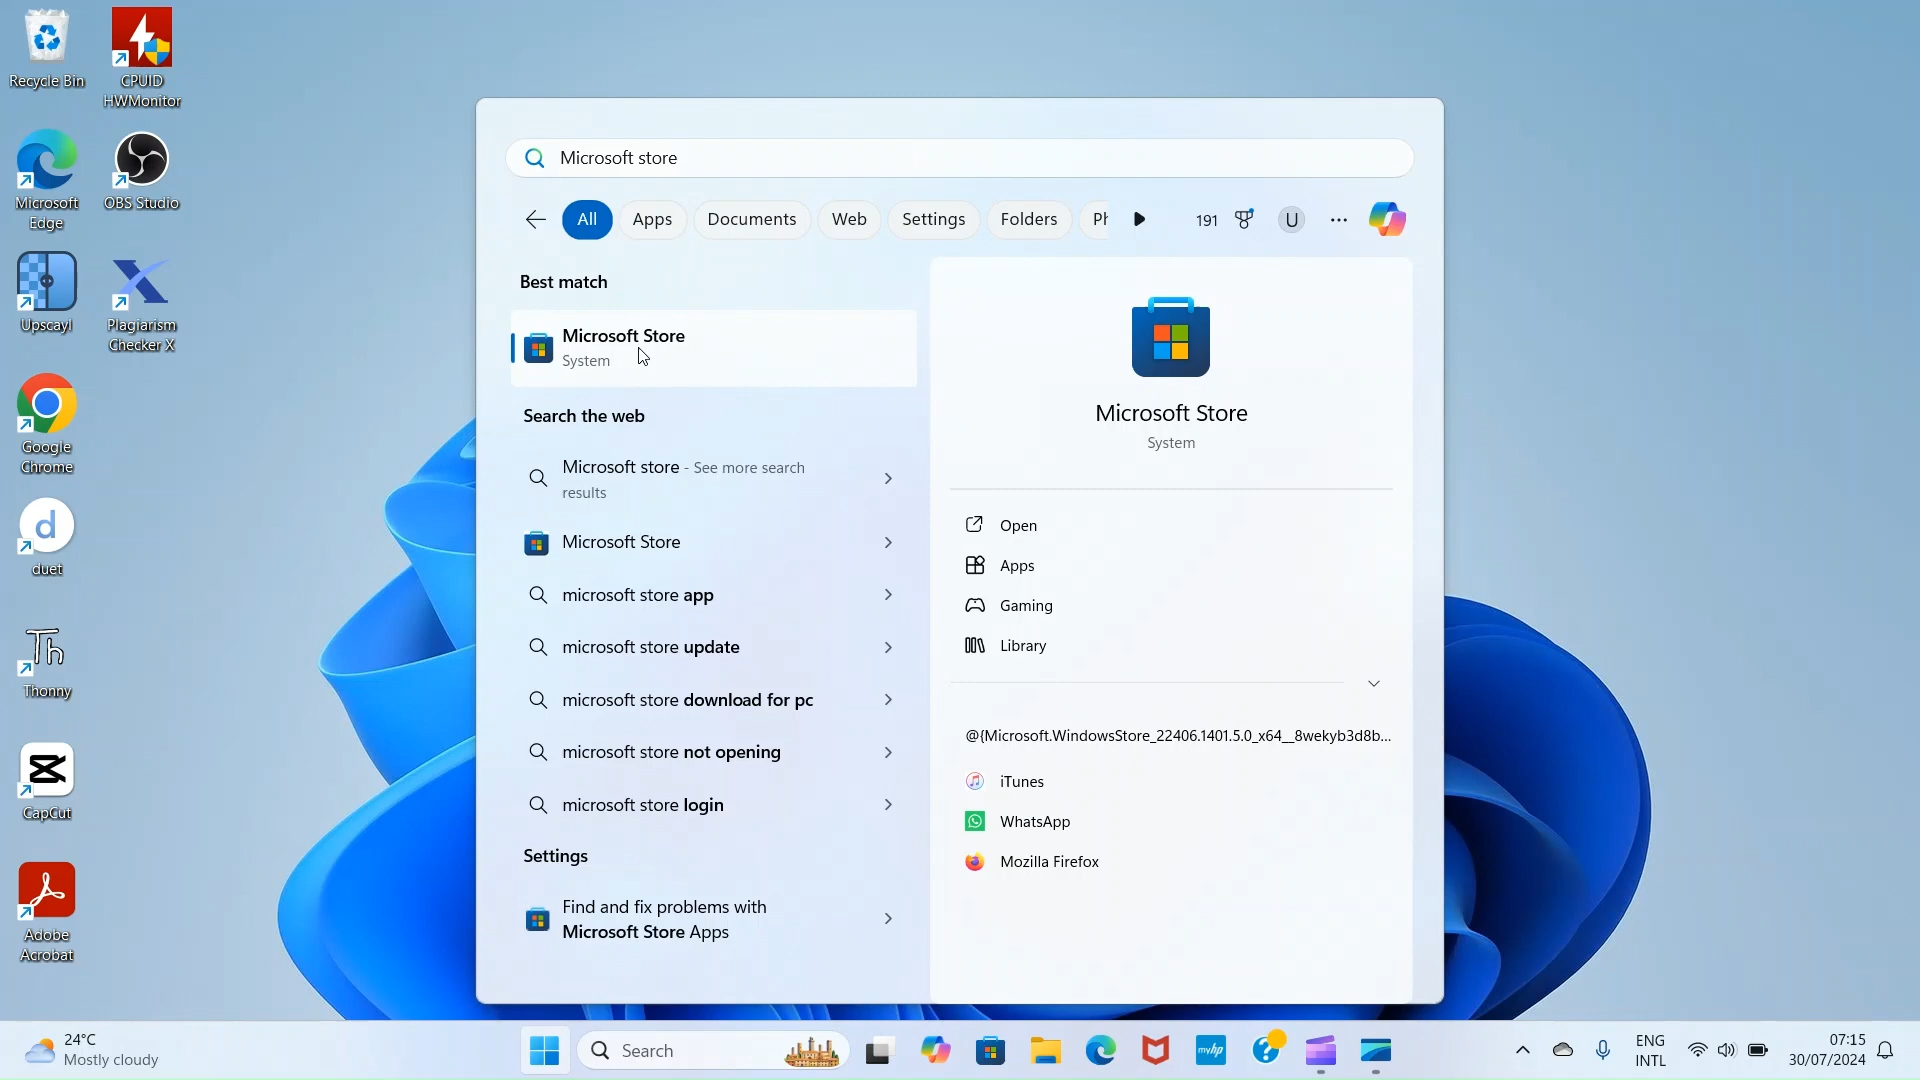 Recycle Bin
CPUID
HWMonitor
Microsoft
Edge
OBS Studio
Upscayl
Plagiarism
Checker X
Google
Chrome
duet
Thonny
CapCut
Adobe
Acrobat
Microsoft store
All
Apps
Documents
Web
Settings
Folders
Ph
191
U
Best match
Microsoft Store
System
Search the web
Microsoft store - See more search
results
Microsoft Store
microsoft store app
microsoft store update
microsoft store download for pc
microsoft store not opening
microsoft store login
Settings
Find and fix problems with
Microsoft Store Apps
Microsoft Store
System
Open
Apps
Gaming
Library
@{Microsoft.WindowsStore_22406.1401.5.0_x64__8wekyb3d8b...
iTunes
WhatsApp
Mozilla Firefox
24°C
Mostly cloudy
Search
myhp
ENG
INTL
07:15
30/07/2024